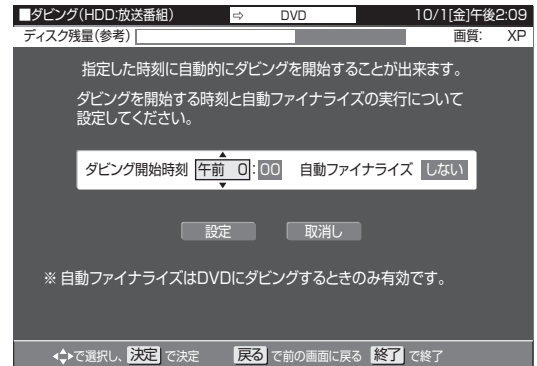 ■ダビング(HDD:放送番組) ⇨ DVD 10/1[金]午後2:09
ディスク残量(参考) 画質: XP
指定した時刻に自動的にダビングを開始することが出来ます。
ダビングを開始する時刻と自動ファイナライズの実行について
設定してください。
ダビング開始時刻 午前 0:00 自動ファイナライズ しない
設定 取消し
※自動ファイナライズはDVDにダビングするときのみ有効です。
で選択し、決定 で決定 戻る で前の画面に戻る 終了 で終了